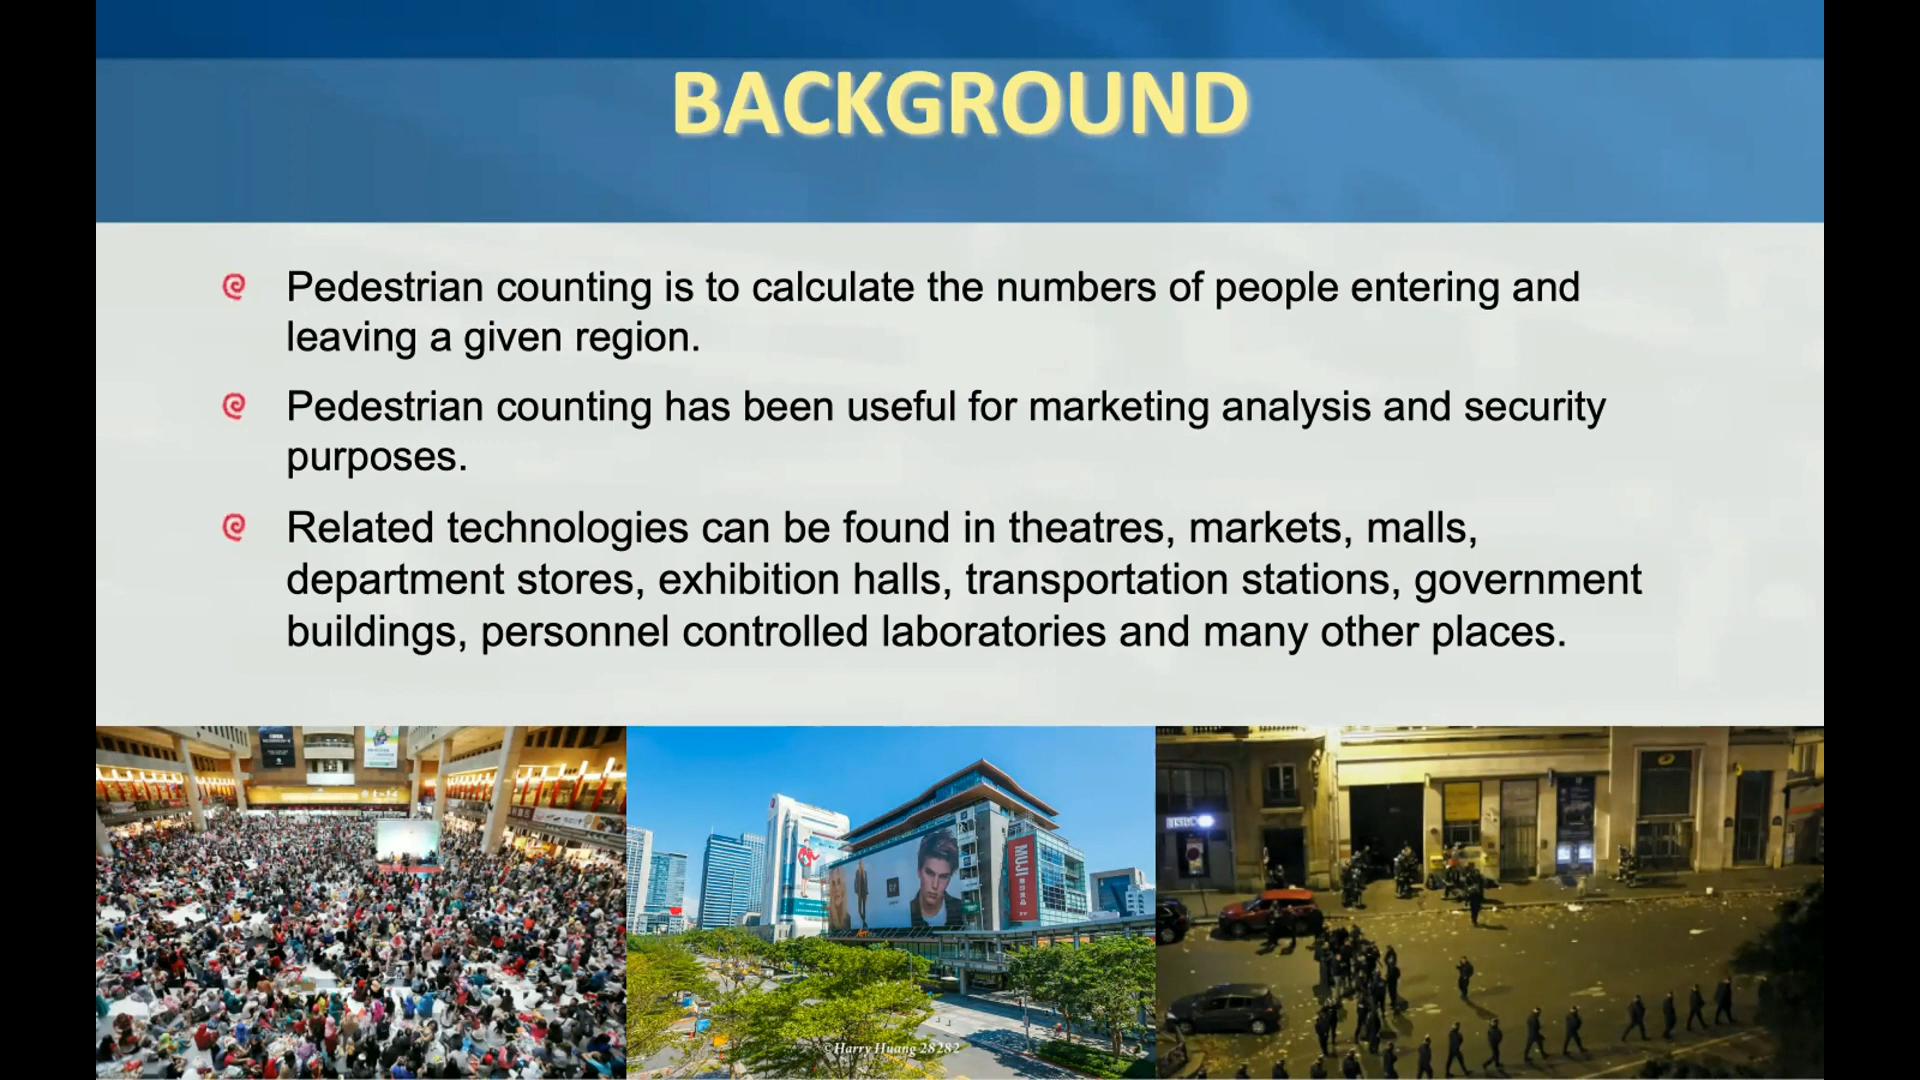 BACKGROUND
Pedestrian counting is to calculate the numbers of people entering and
leaving a given region.
Pedestrian counting has been useful for marketing analysis and security
purposes.
Related technologies can be found in theatres, markets, malls,
department stores, exhibition halls, transportation stations, government
buildings, personnel controlled laboratories and many other places.
MUJI
©Harry Huang 28282